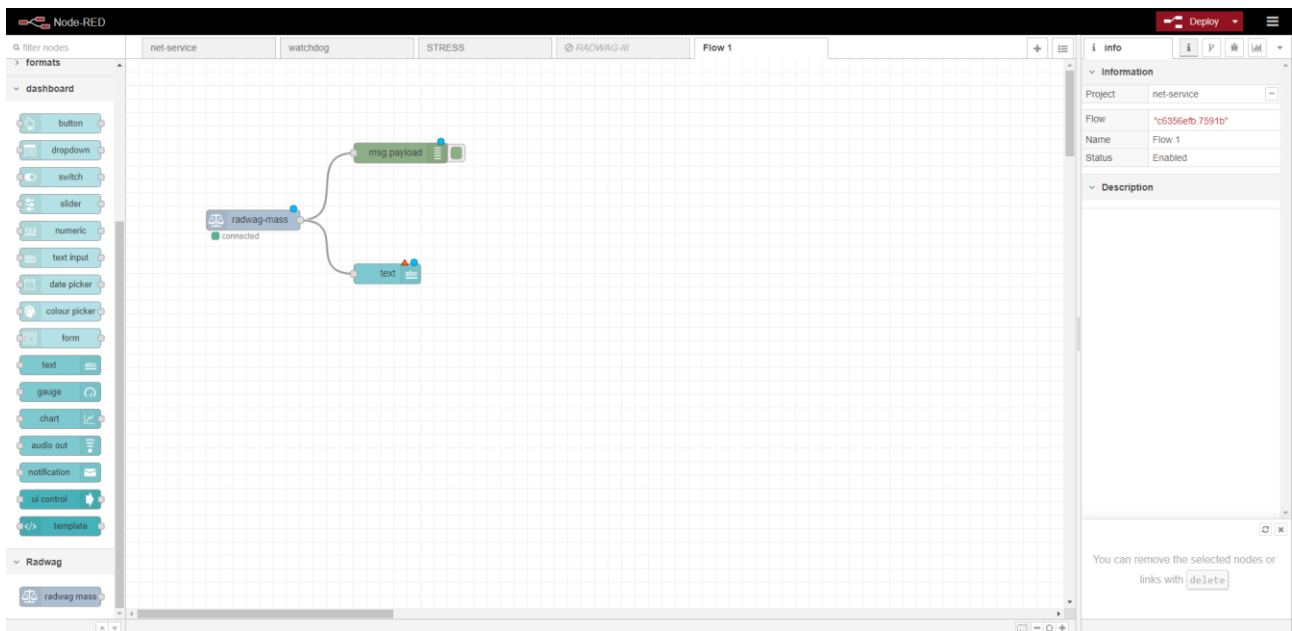 Node-RED
Deploy
filter nodes
formats
dashboard
button
dropdown
switch
slider
numeric
text input
date picker
colour picker
form
text
abc
gauge
chart
audio out
notification
ui control
template
Radwag
radwag mass
net-service
watchdog
STRESS
RADWAG-III
Flow 1
msg.payload
radwag-mass
connected
text
abc
i info
i
Information
Project
net-service
Flow
"c6356efb.7591b"
Name
Flow 1
Status
Enabled
Description
You can remove the selected nodes or
links with delete